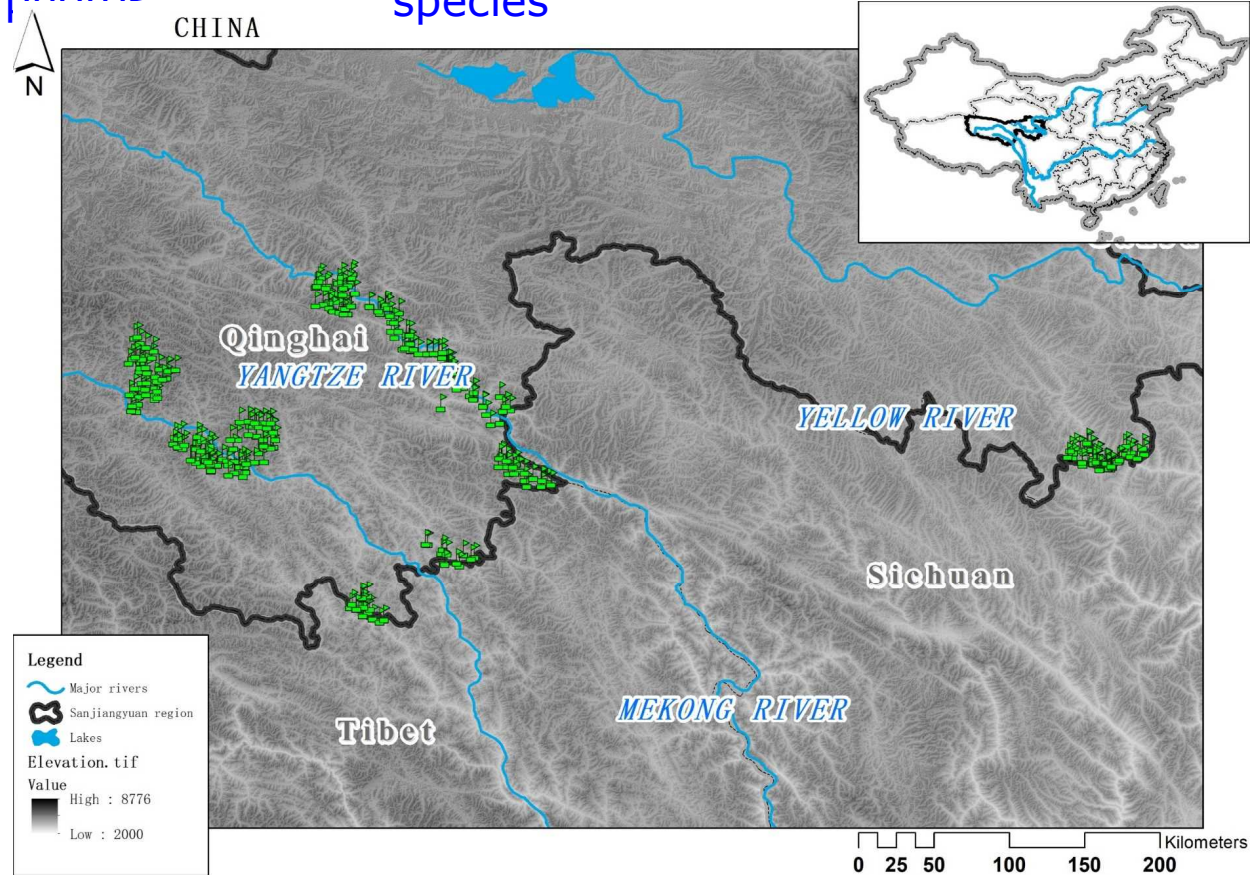 species
CHINA
N
Qinghai
YANGTZE RIVER
YELLOW RIVER
Sichuan
MEKONG RIVER
Tibet
Legend
Major rivers
Sanjiangyuan region
Lakes
Elevation.tif
Value
High : 8776
Low : 2000
Kilometers
0 25 50 100 150 200